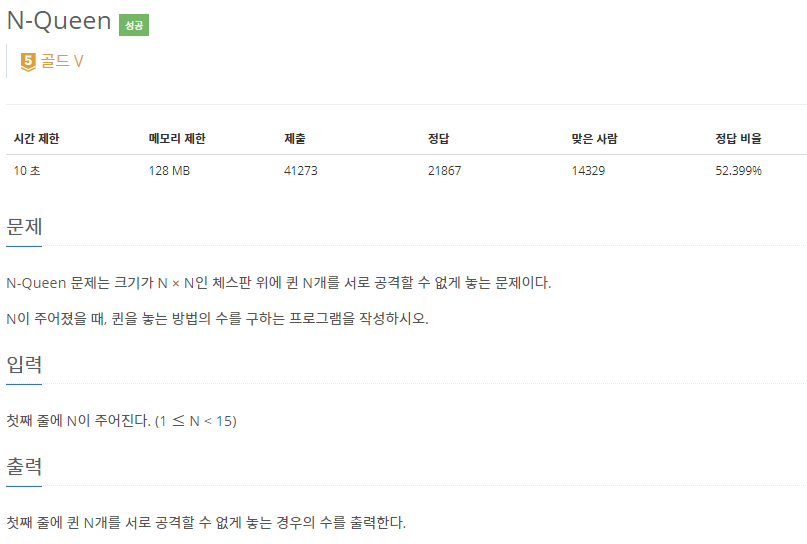 N-Queen 성공
5 골드 V
시간 제한 메모리 제한 제출 정답 맞은 사람 정답 비율
10 초 128 MB 41273 21867 14329 52.399%
문제
N-Queen 문제는 크기가 N × N인 체스판 위에 퀸 N개를 서로 공격할 수 없게 놓는 문제이다.
N이 주어졌을 때, 퀸을 놓는 방법의 수를 구하는 프로그램을 작성하시오.
입력
첫째 줄에 N이 주어진다. (1 ≤ N < 15)
출력
첫째 줄에 퀸 N개를 서로 공격할 수 없게 놓는 경우의 수를 출력한다.